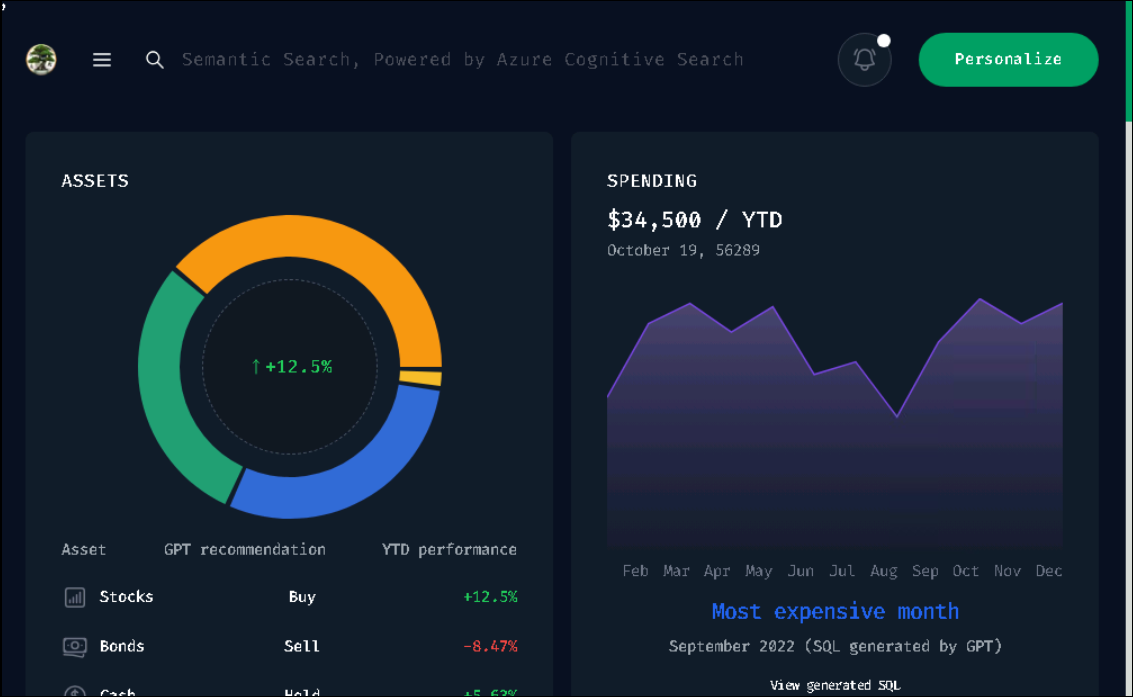 ,
Semantic Search, Powered by Azure Cognitive Search
Personalize
ASSETS
↑+12.5%
Asset GPT recommendation YTD performance
Stocks Buy +12.5%
Bonds Sell -8.47%
Cash Hold +5.63%
SPENDING
$34,500 / YTD
October 19, 56289
Feb Mar Apr May Jun Jul Aug Sep Oct Nov Dec
Most expensive month
September 2022 (SQL generated by GPT)
View generated SQL